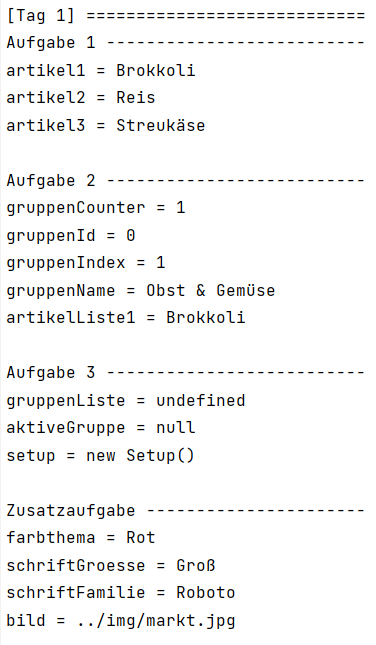 [Tag 1] ============================
Aufgabe 1 --------------------------
artikel1 = Brokkoli
artikel2 = Reis
artikel3 = Streukäse
Aufgabe 2 --------------------------
gruppenCounter = 1
gruppenId = 0
gruppenIndex = 1
gruppenName = Obst & Gemüse
artikelListe1 = Brokkoli
Aufgabe 3 --------------------------
gruppenListe = undefined
aktiveGruppe = null
setup = new Setup()
Zusatzaufgabe ----------------------
farbthema = Rot
schriftGroesse = Groß
schriftFamilie = Roboto
bild = ../img/markt.jpg